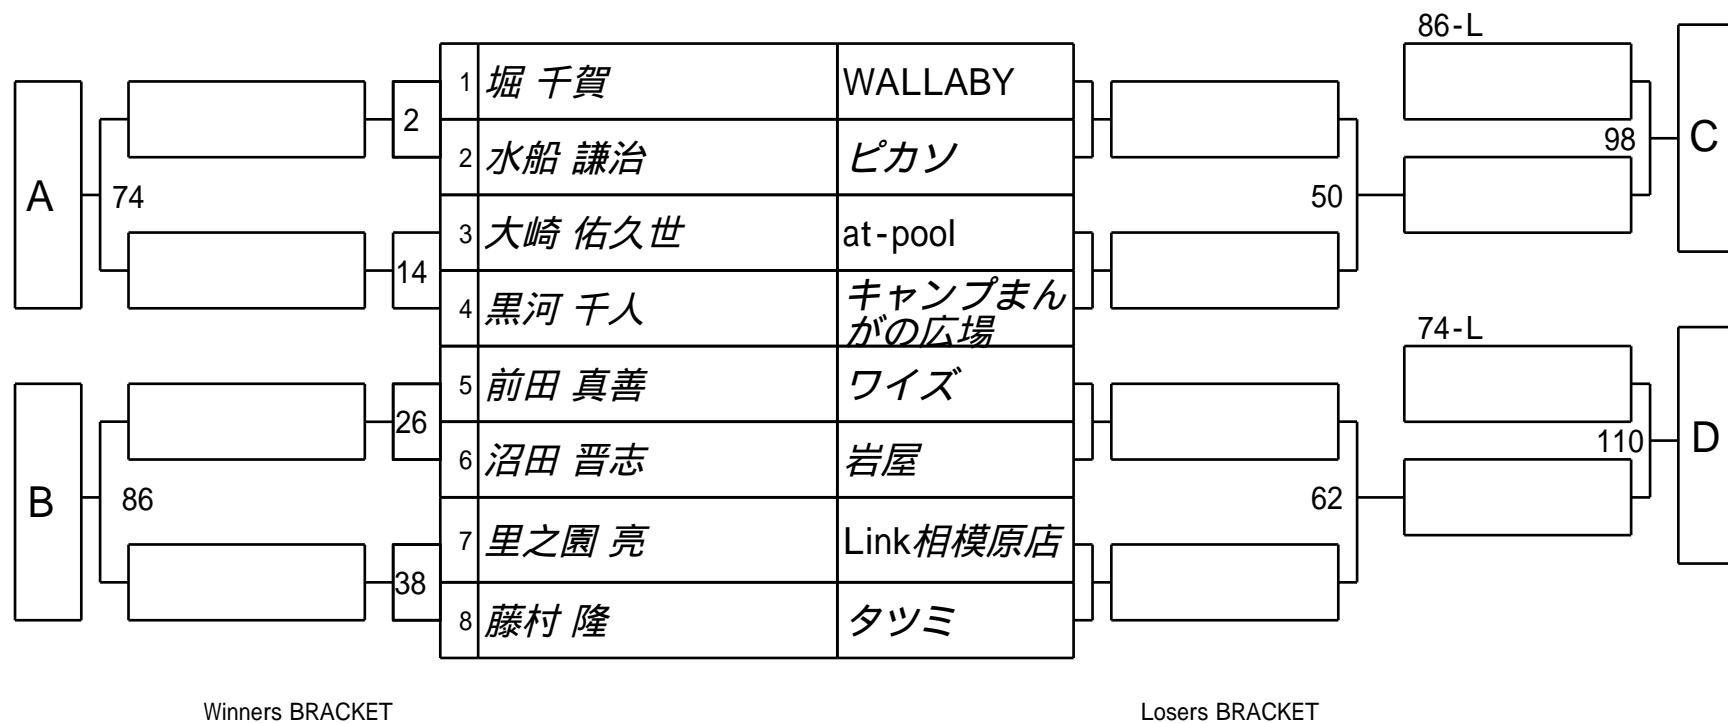 86-L
1 堀 千賀 WALLABY
2
2 水船 謙治 ピカソ
98
C
A
74
50
3 大崎 佑久世 at-pool
14
4 黒河 千人 キャンプまん
がの広場
74-L
5 前田 真善 ワイズ
26
110
D
6 沼田 晋志 岩屋
B
86
62
7 里之園 亮 Link相模原店
38
8 藤村 隆 タツミ
Winners BRACKET
Losers BRACKET